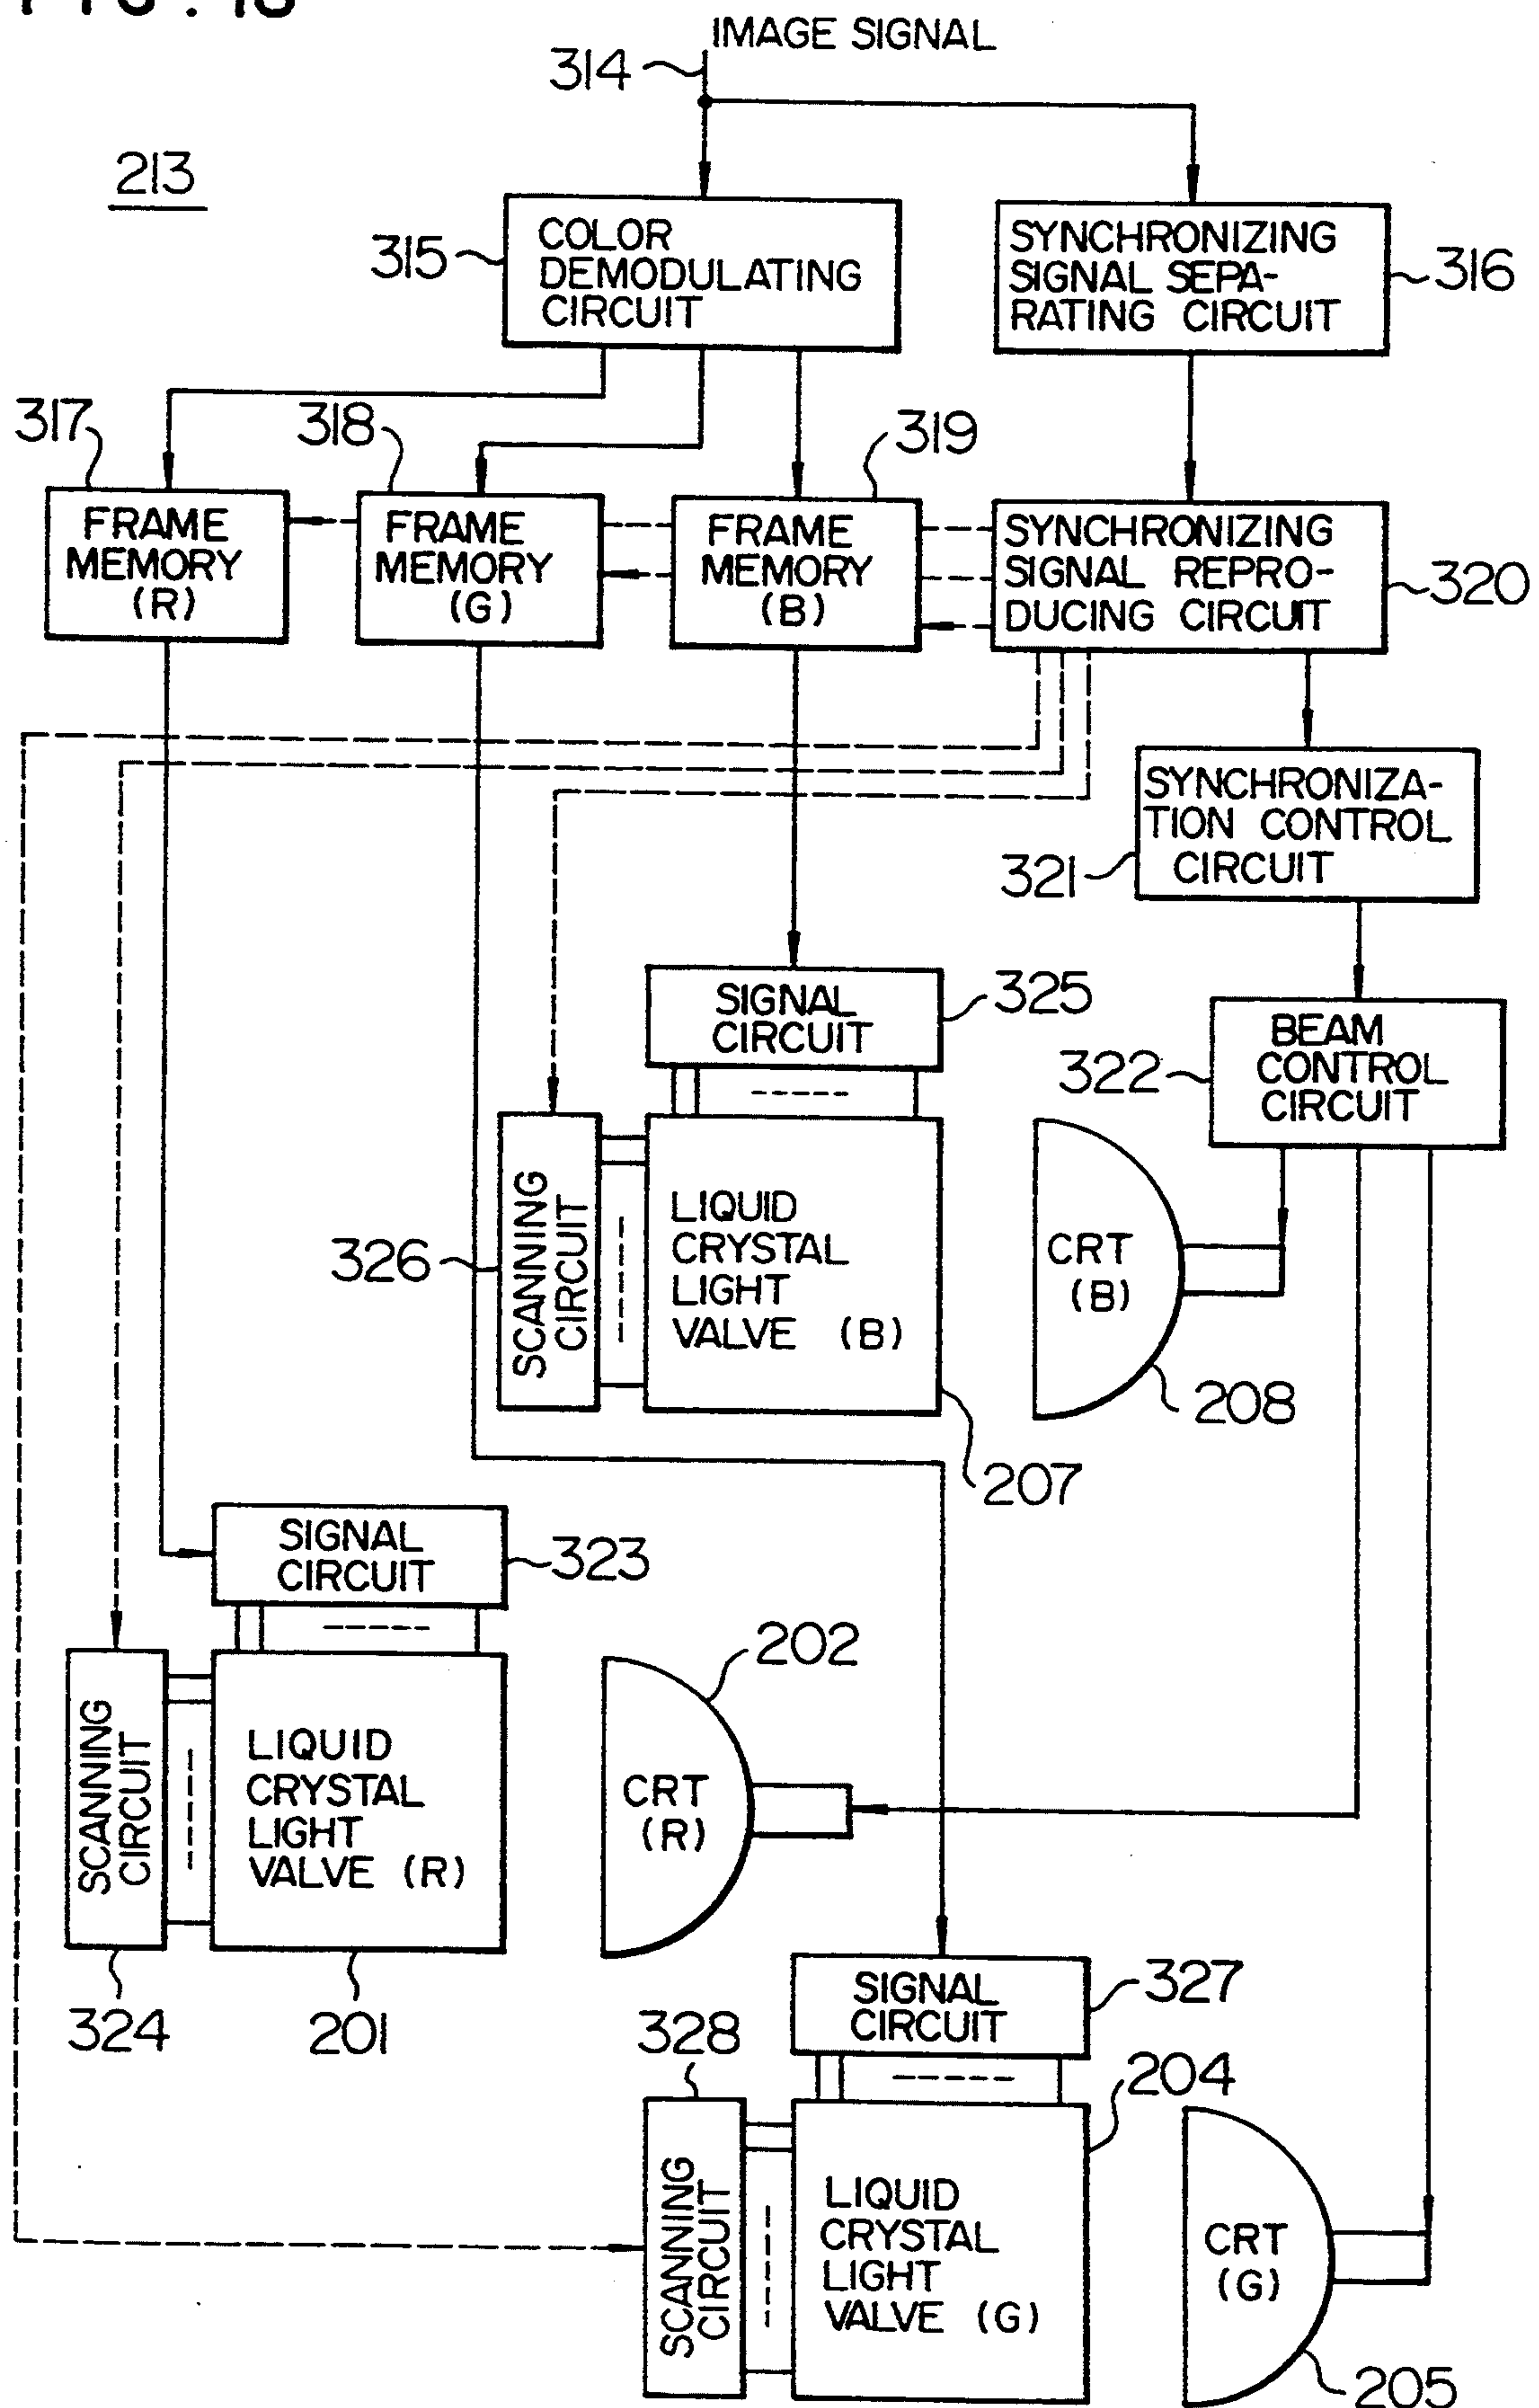 IMAGE SIGNAL
314
213
315
COLOR
DEMODULATING
CIRCUIT
SYNCHRONIZING
SIGNAL SEPA-
RATING CIRCUIT
316
317
318
319
FRAME
MEMORY
(R)
FRAME
MEMORY
(G)
FRAME
MEMORY
(B)
SYNCHRONIZING
SIGNAL REPRO-
DUCING CIRCUIT
320
SYNCHRONIZA-
TION CONTROL
CIRCUIT
321
SIGNAL
CIRCUIT
325
BEAM
CONTROL
CIRCUIT
322
SCANNING
CIRCUIT
326
LIQUID
CRYSTAL
LIGHT
VALVE (B)
CRT
(B)
208
207
SIGNAL
CIRCUIT
323
202
SCANNING
CIRCUIT
LIQUID
CRYSTAL
LIGHT
VALVE (R)
CRT
(R)
324
201
SIGNAL
CIRCUIT
327
328
204
SCANNING
CIRCUIT
LIQUID
CRYSTAL
LIGHT
VALVE (G)
CRT
(G)
205